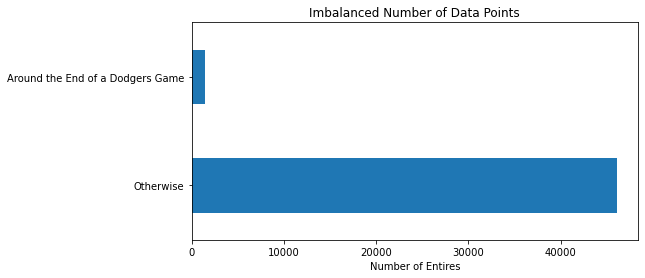 Imbalanced Number of Data Points
Around the End of a Dodgers Game
Otherwise
0 10000 20000 30000 40000
Number of Entires